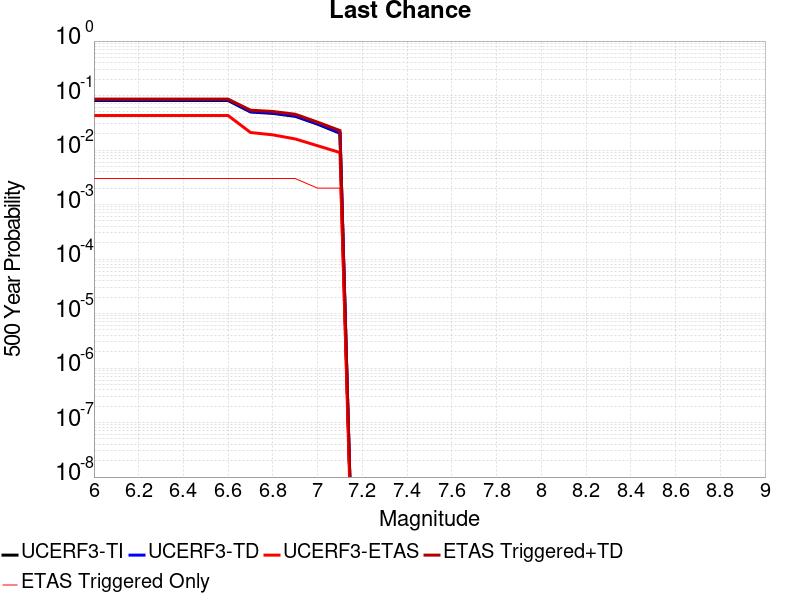 Last Chance
10^0
10^-1
10^-2
10^-3
10^-4
10^-5
10^-6
10^-7
10^-8
500 Year Probability
6 6.2 6.4 6.6 6.8 7 7.2 7.4 7.6 7.8 8 8.2 8.4 8.6 8.8 9
Magnitude
UCERF3-TI UCERF3-TD UCERF3-ETAS ETAS Triggered+TD
ETAS Triggered Only